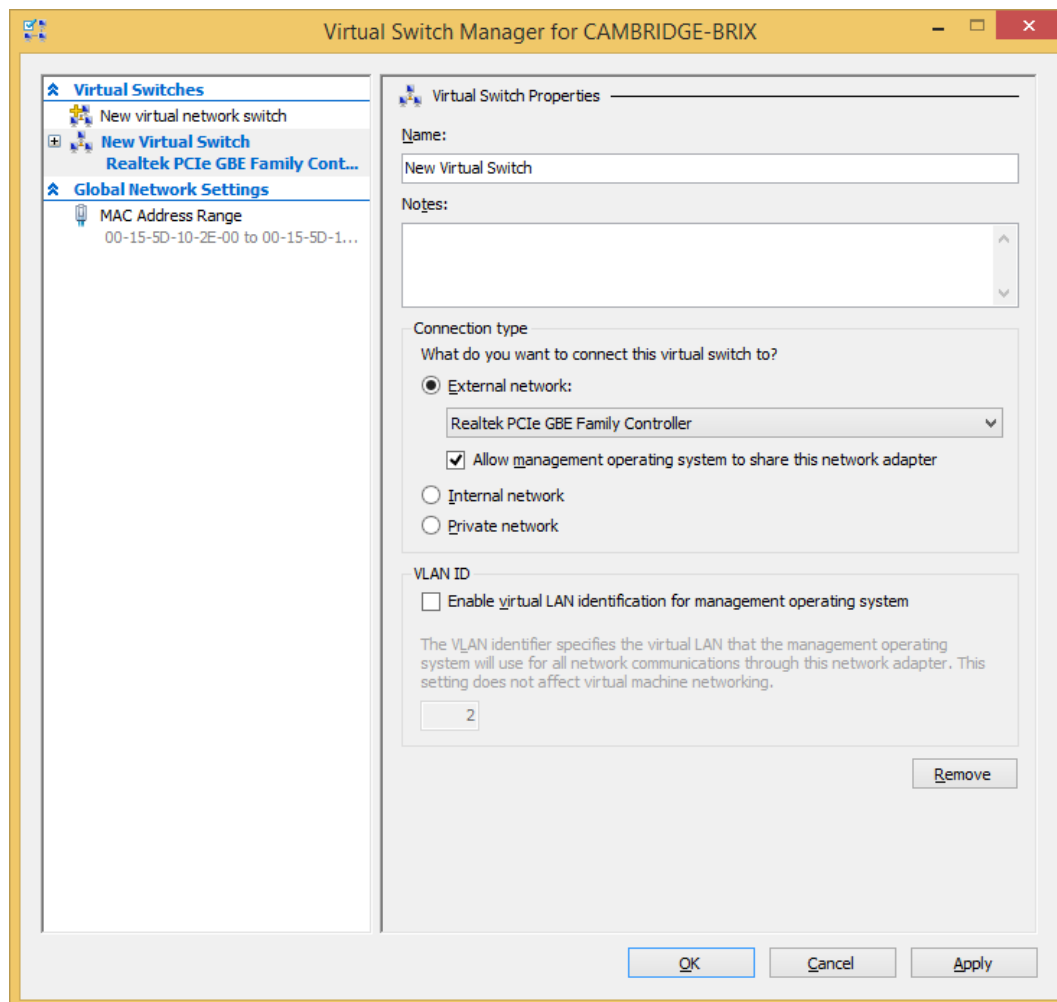 Virtual Switch Manager for CAMBRIDGE-BRIX
Virtual Switches
New virtual network switch
New Virtual Switch
Realtek PCIe GBE Family Cont...
Global Network Settings
MAC Address Range
00-15-5D-10-2E-00 to 00-15-5D-1...
Virtual Switch Properties
Name:
New Virtual Switch
Notes:
Connection type
What do you want to connect this virtual switch to?
External network:
Realtek PCIe GBE Family Controller
Allow management operating system to share this network adapter
Internal network
Private network
VLAN ID
Enable virtual LAN identification for management operating system
The VLAN identifier specifies the virtual LAN that the management operating
system will use for all network communications through this network adapter. This
setting does not affect virtual machine networking.
2
Remove
OK
Cancel
Apply